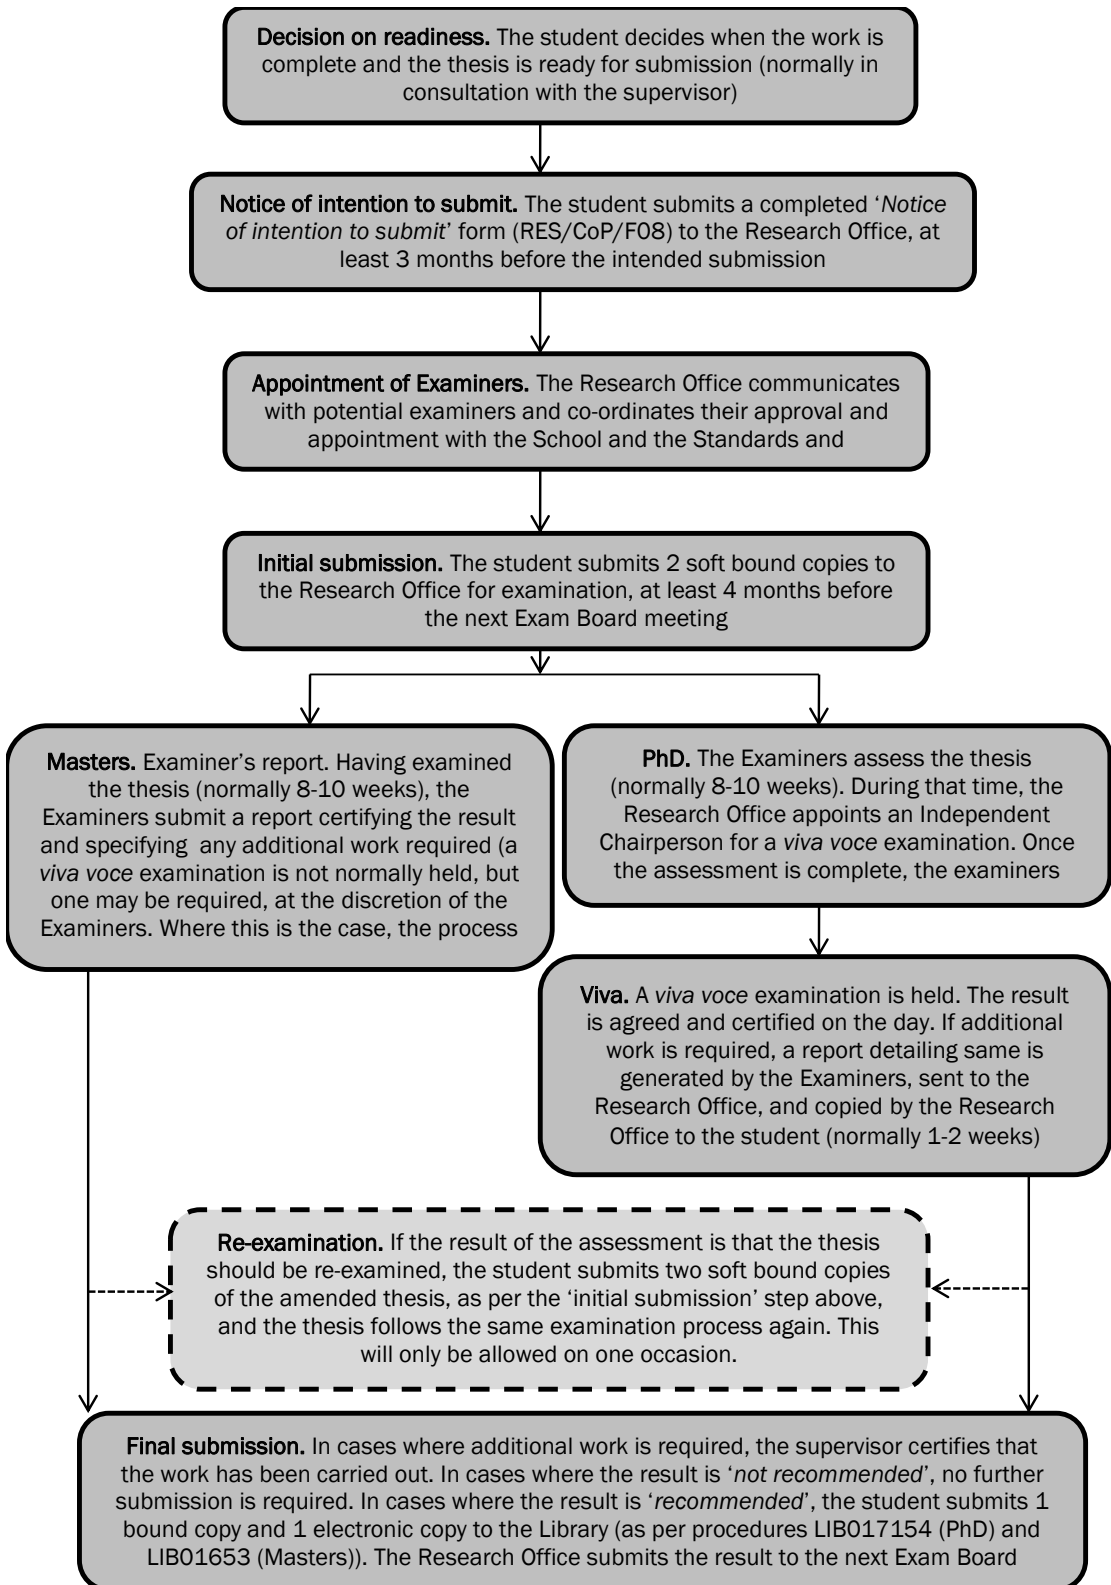 Decision on readiness. The student decides when the work is
complete and the thesis is ready for submission (normally in
consultation with the supervisor)
Notice of intention to submit. The student submits a completed ‘Notice
of intention to submit’ form (RES/CoP/F08) to the Research Office, at
least 3 months before the intended submission
Appointment of Examiners. The Research Office communicates
with potential examiners and co-ordinates their approval and
appointment with the School and the Standards and
Initial submission. The student submits 2 soft bound copies to
the Research Office for examination, at least 4 months before
the next Exam Board meeting
Masters. Examiner’s report. Having examined
the thesis (normally 8-10 weeks), the
Examiners submit a report certifying the result
and specifying any additional work required (a
viva voce examination is not normally held, but
one may be required, at the discretion of the
Examiners. Where this is the case, the process
PhD. The Examiners assess the thesis
(normally 8-10 weeks). During that time, the
Research Office appoints an Independent
Chairperson for a viva voce examination. Once
the assessment is complete, the examiners
Viva. A viva voce examination is held. The result
is agreed and certified on the day. If additional
work is required, a report detailing same is
generated by the Examiners, sent to the
Research Office, and copied by the Research
Office to the student (normally 1-2 weeks)
Re-examination. If the result of the assessment is that the thesis
should be re-examined, the student submits two soft bound copies
of the amended thesis, as per the ‘initial submission’ step above,
and the thesis follows the same examination process again. This
will only be allowed on one occasion.
Final submission. In cases where additional work is required, the supervisor certifies that
the work has been carried out. In cases where the result is ‘not recommended’, no further
submission is required. In cases where the result is ‘recommended’, the student submits 1
bound copy and 1 electronic copy to the Library (as per procedures LIB017154 (PhD) and
LIB01653 (Masters)). The Research Office submits the result to the next Exam Board